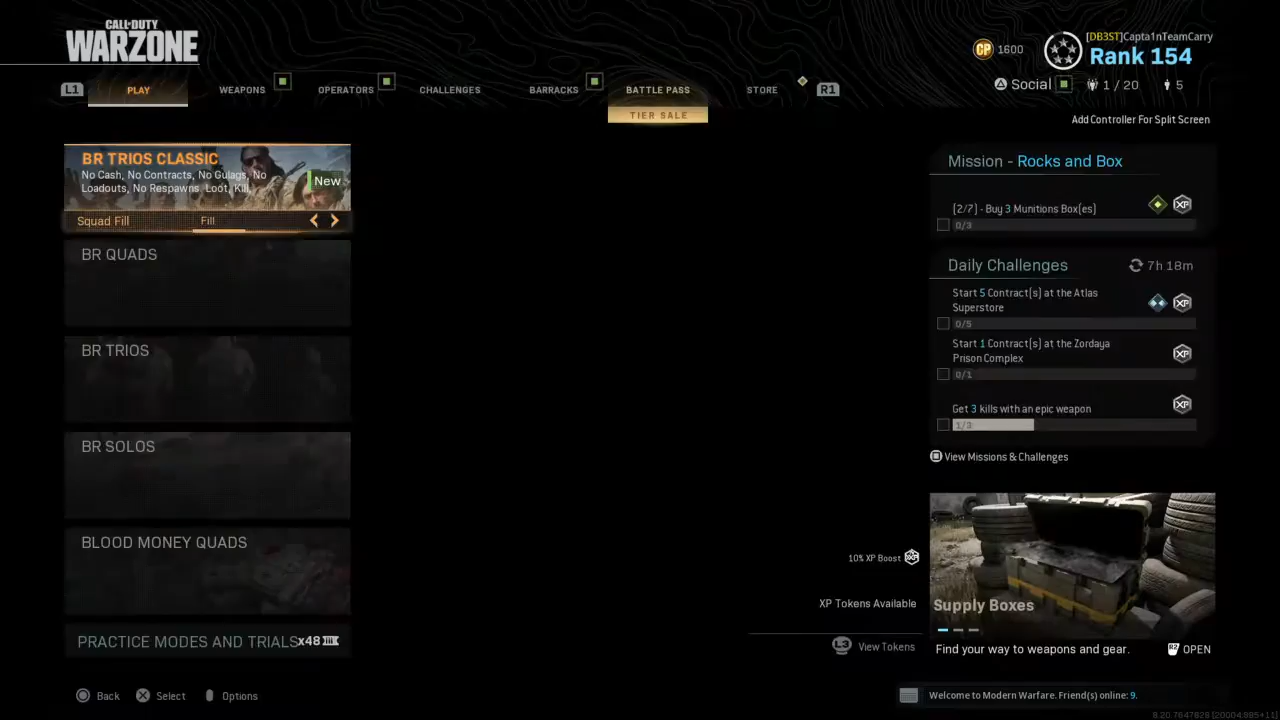 CALL OF DUTY
WARZONE
CP 1600
[DB3ST]Capta1nTeamCarry
Rank 154
L1 PLAY WEAPONS OPERATORS CHALLENGES BARRACKS BATTLE PASS STORE R1
Social 1 / 20 5
TIER SALE
Add Controller For Split Screen
BR TRIOS CLASSIC
No Cash, No Contracts, No Gulags, No
Loadouts, No Respawns. Loot, Kill,
New
Squad Fill Fill
BR QUADS
BR TRIOS
BR SOLOS
BLOOD MONEY QUADS
PRACTICE MODES AND TRIALS x48
Mission - Rocks and Box
(2/7) - Buy 3 Munitions Box(es)
XP
0/3
Daily Challenges 7h 18m
Start 5 Contract(s) at the Atlas
Superstore
XP
0/5
Start 1 Contract(s) at the Zordaya
Prison Complex
XP
0/1
Get 3 kills with an epic weapon
XP
1/3
View Missions & Challenges
10% XP Boost
XP Tokens Available
L3 View Tokens
Supply Boxes
Find your way to weapons and gear.
R2 OPEN
Back Select Options
Welcome to Modern Warfare. Friend(s) online: 9.